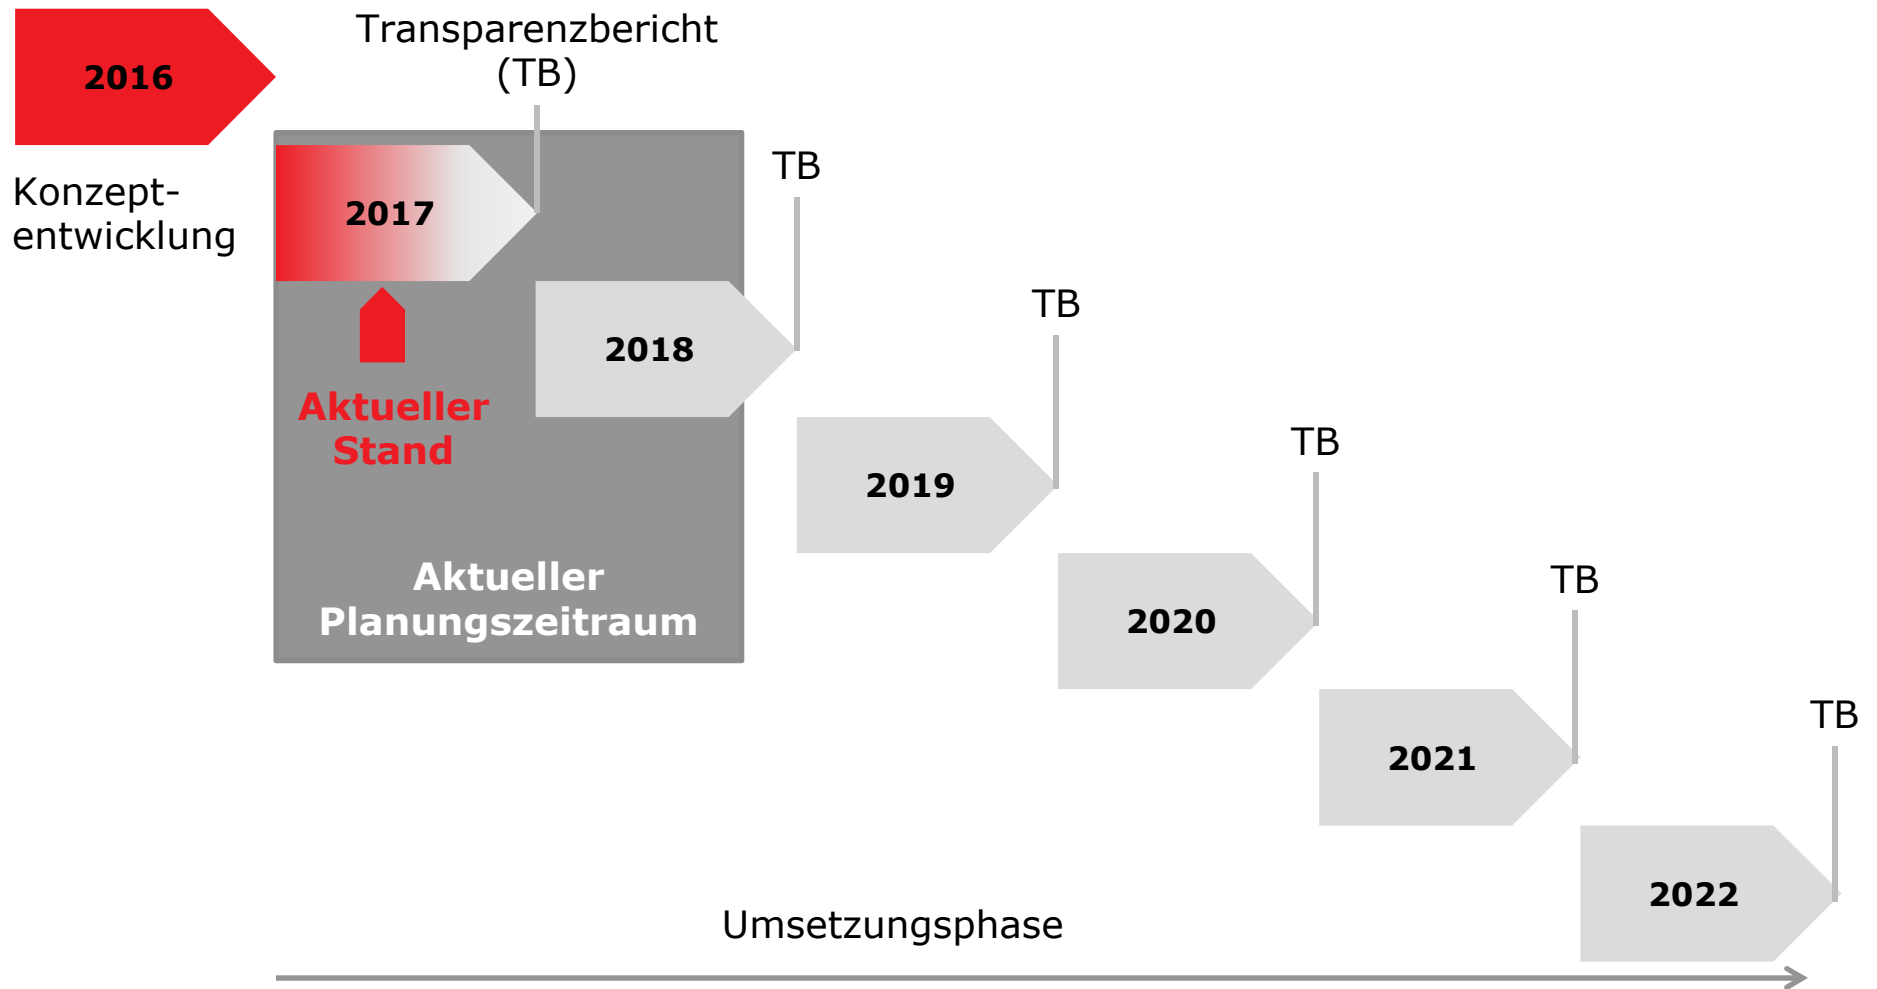 2016
Konzept-
entwicklung
Transparenzbericht
(TB)
2017
Aktueller
Stand
Aktueller
Planungszeitraum
TB
2018
TB
2019
TB
2020
TB
2021
TB
2022
Umsetzungsphase